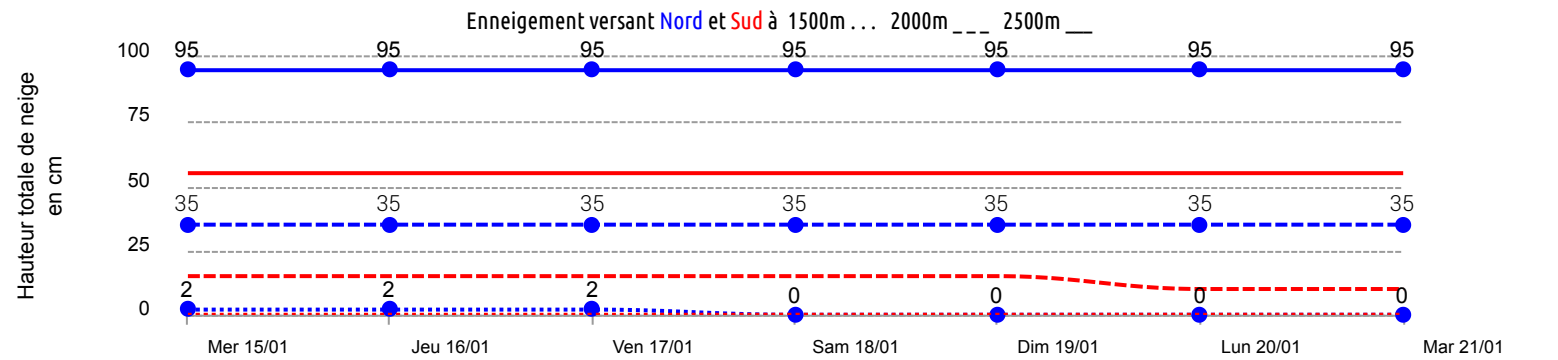 Enneigement versant Nord et Sud à 1500m . . . 2000m _ _ _ 2500m __
Hauteur totale de neige
en cm
100
75
50
25
0
95 95 95 95 95 95 95
35 35 35 35 35 35 35
2 2 2 0 0 0 0
Mer 15/01 Jeu 16/01 Ven 17/01 Sam 18/01 Dim 19/01 Lun 20/01 Mar 21/01